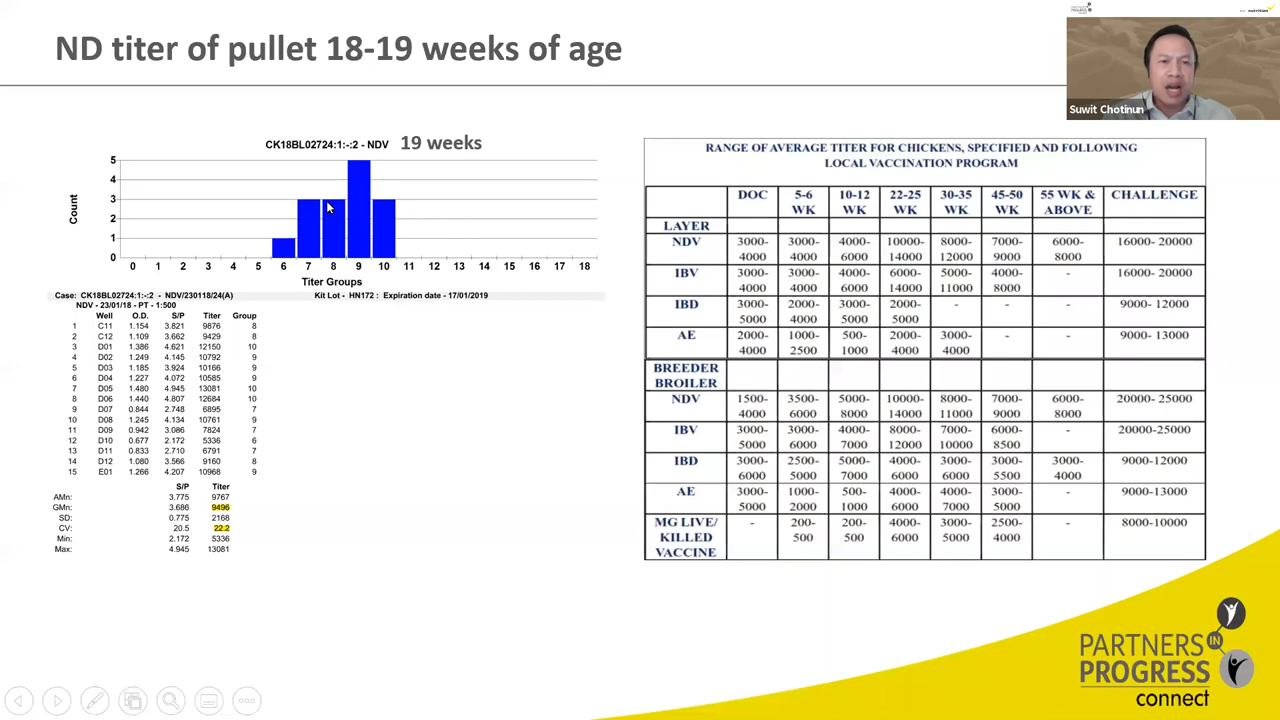 ND titer of pullet 18-19 weeks of age
nutrition
Suwit Chotinun
CK18BL02724:1:-:2 - NDV 19 weeks
Count
5
4
3
2
1
0
0 1 2 3 4 5 6 7 8 9 10 11 12 13 14 15 16 17 18
Titer Groups
Case: CK18BL02724:1:-:2 - NDV/230118/24(A) Kit Lot - HN172 : Expiration date - 17/01/2019
NDV - 23/01/18 - PT - 1:500
Well O.D. S/P Titer Group
1 C11 1.154 3.821 9876 8
2 C12 1.109 3.662 9429 8
3 D01 1.386 4.621 12150 10
4 D02 1.249 4.145 10792 9
5 D03 1.185 3.924 10166 9
6 D04 1.227 4.072 10585 9
7 D05 1.480 4.945 13081 10
8 D06 1.440 4.807 12684 10
9 D07 0.844 2.748 6895 7
10 D08 1.245 4.134 10761 9
11 D09 0.942 3.086 7824 7
12 D10 0.677 2.172 5336 6
13 D11 0.833 2.710 6791 7
14 D12 1.080 3.566 9160 8
15 E01 1.266 4.207 10968 9
S/P Titer
AMn: 3.775 9767
GMn: 3.686 9496
SD: 0.775 2168
CV: 20.5 22.2
Min: 2.172 5336
Max: 4.945 13081
RANGE OF AVERAGE TITER FOR CHICKENS, SPECIFIED AND FOLLOWING
LOCAL VACCINATION PROGRAM
DOC 5-6 WK 10-12 WK 22-25 WK 30-35 WK 45-50 WK 55 WK & ABOVE CHALLENGE
LAYER
NDV 3000-4000 3000-4000 4000-6000 10000-14000 8000-12000 7000-9000 6000-8000 16000- 20000
IBV 3000-4000 3000-4000 4000-6000 6000-14000 5000-11000 4000-8000 - 16000 - 20000
IBD 3000-5000 2000-4000 3000-5000 2000-5000 - - - 9000- 12000
AE 2000-4000 1000-2500 500-1000 2000-4000 3000-4000 - - 9000- 13000
BREEDER BROILER
NDV 1500-4000 3500-6000 5000-8000 10000-14000 8000-11000 7000-9000 6000-8000 20000- 25000
IBV 3000-5000 3000-6000 4000-7000 8000-12000 7000-10000 6000-8500 - 20000-25000
IBD 3000-6000 2500-5000 5000-7000 4000-6000 3000-6000 3000-5500 3000-4000 9000-12000
AE 3000-5000 1000-2000 500-1000 4000-6000 4000-7000 3000-5000 - 9000-13000
MG LIVE/ KILLED VACCINE - 200-500 200-500 4000-6000 3000-5000 2500-4000 - 8000-10000
PARTNERS IN
PROGRESS
connect